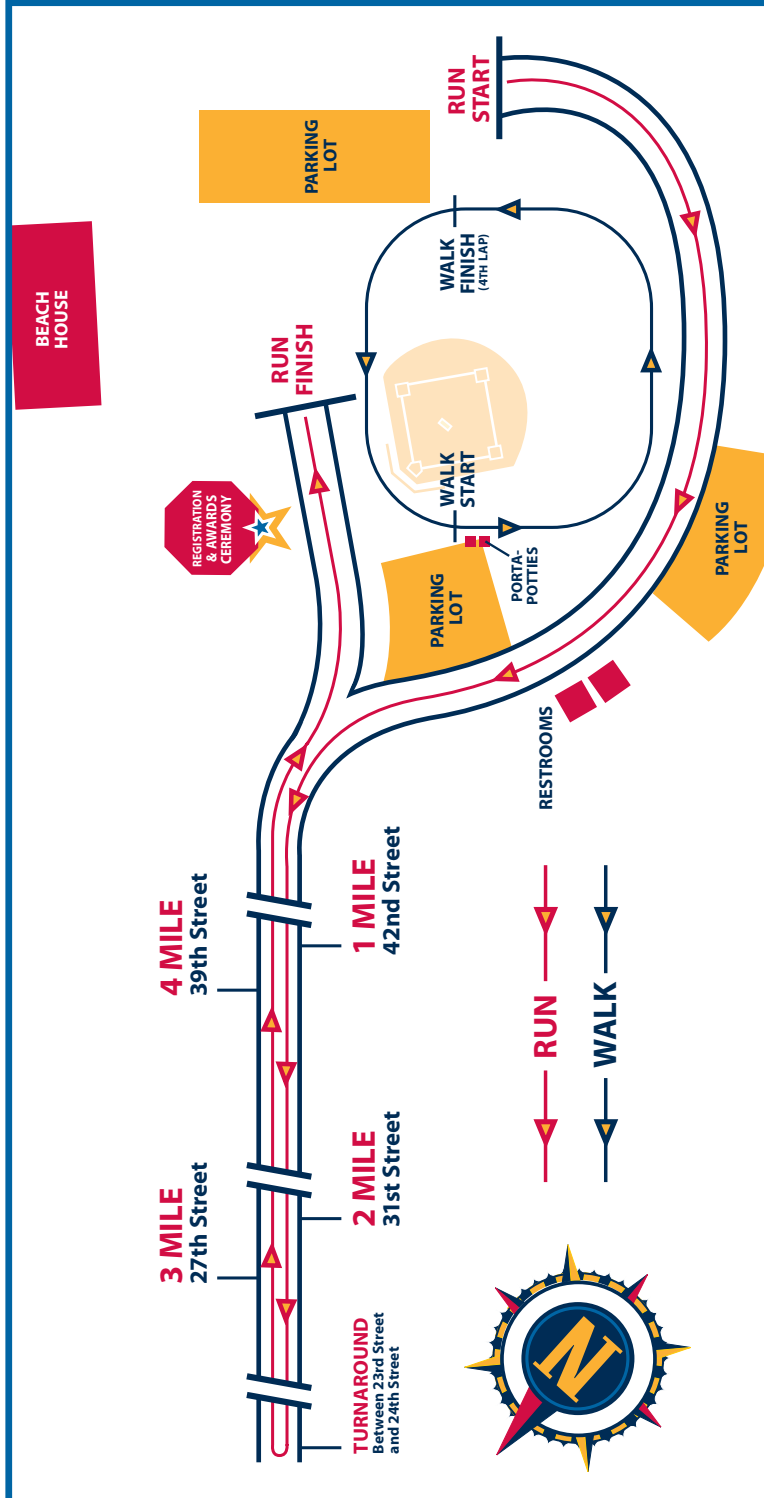 BEACH
HOUSE
PARKING
LOT
RUN
START
REGISTRATION
& AWARDS
CEREMONY
RUN
FINISH
WALK
FINISH
(4TH LAP)
WALK
START
PARKING
LOT
PORTA-
POTTIES
PARKING
LOT
RESTROOMS
4 MILE
39th Street
1 MILE
42nd Street
3 MILE
27th Street
2 MILE
31st Street
TURNAROUND
Between 23rd Street
and 24th Street
RUN
WALK
N